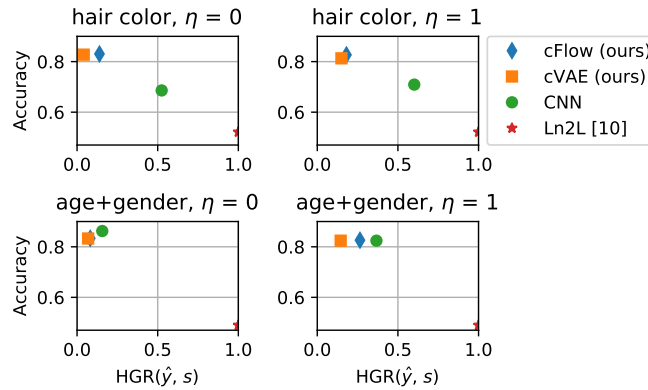 hair color, η = 0
hair color, η = 1
Accuracy
0.8
0.6
0.0
0.5
1.0
0.8
0.6
0.0
0.5
1.0
cFlow (ours)
cVAE (ours)
CNN
Ln2L [10]
age+gender, η = 0
age+gender, η = 1
Accuracy
0.8
0.6
0.0
0.5
1.0
HGR(ŷ, s)
0.8
0.6
0.0
0.5
1.0
HGR(ŷ, s)